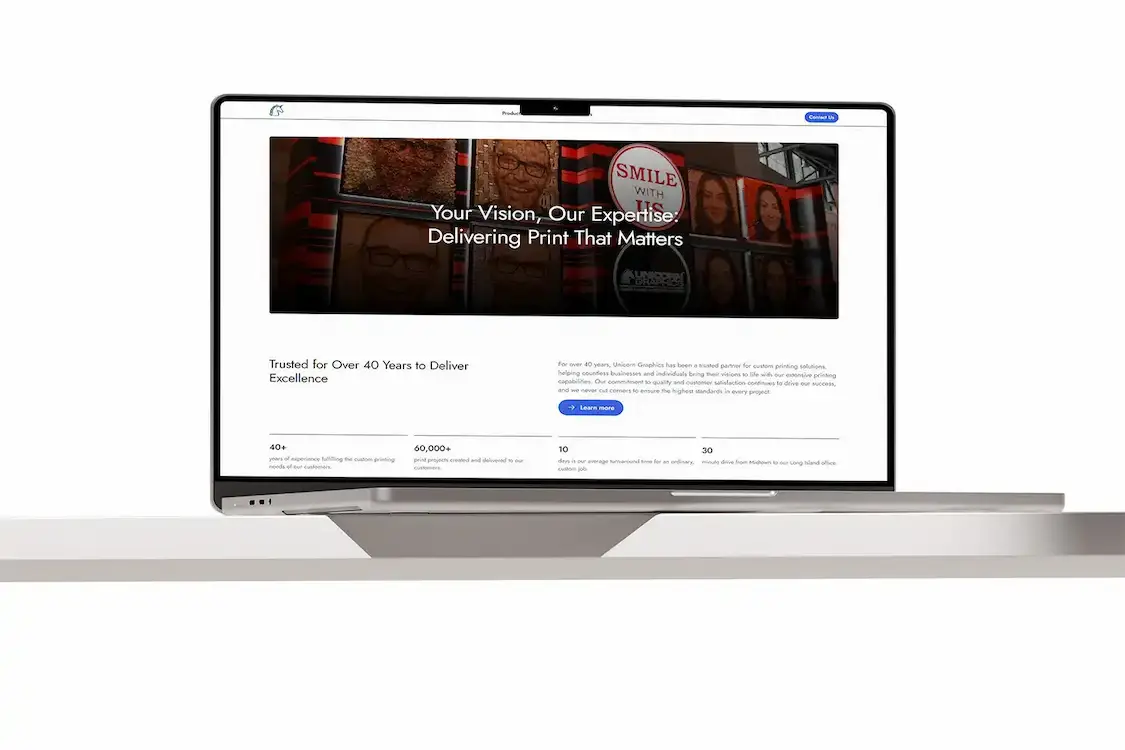 Contact Us
SMILE
WITH
US
Your Vision, Our Expertise:
Delivering Print That Matters
UNICORN
GRAPHICS
Trusted for Over 40 Years to Deliver
Excellence
For over 40 years, Unicorn Graphics has been a trusted partner for custom printing solutions,
helping countless businesses and individuals bring their visions to life with our extensive printing
capabilities. Our commitment to quality and customer satisfaction continues to drive our success,
and we never cut corners to ensure the highest standards in every project.
→ Learn more
40+
years of experience fulfilling the custom printing
needs of our customers.
60,000+
print projects created and delivered to our
customers.
10
days is our average turnaround time for an ordinary,
custom job.
30
minute drive from Midtown to our Long Island office.